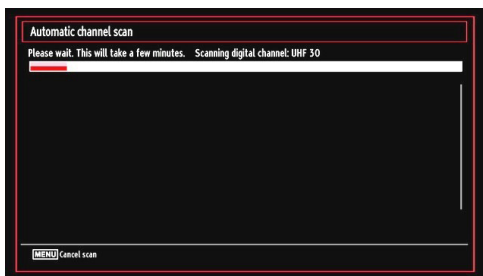 Automatic channel scan
Please wait. This will take a few minutes. Scanning digital channel: UHF 30
MENU Cancel scan